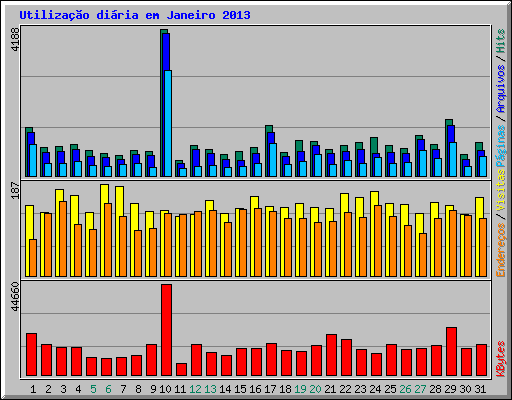 Utilização diária em Janeiro 2013
4188
187
44660
Endereços / Visitas
Páginas / Arquivos / Hits
KBytes
1 2 3 4 5 6 7 8 9 10 11 12 13 14 15 16 17 18 19 20 21 22 23 24 25 26 27 28 29 30 31